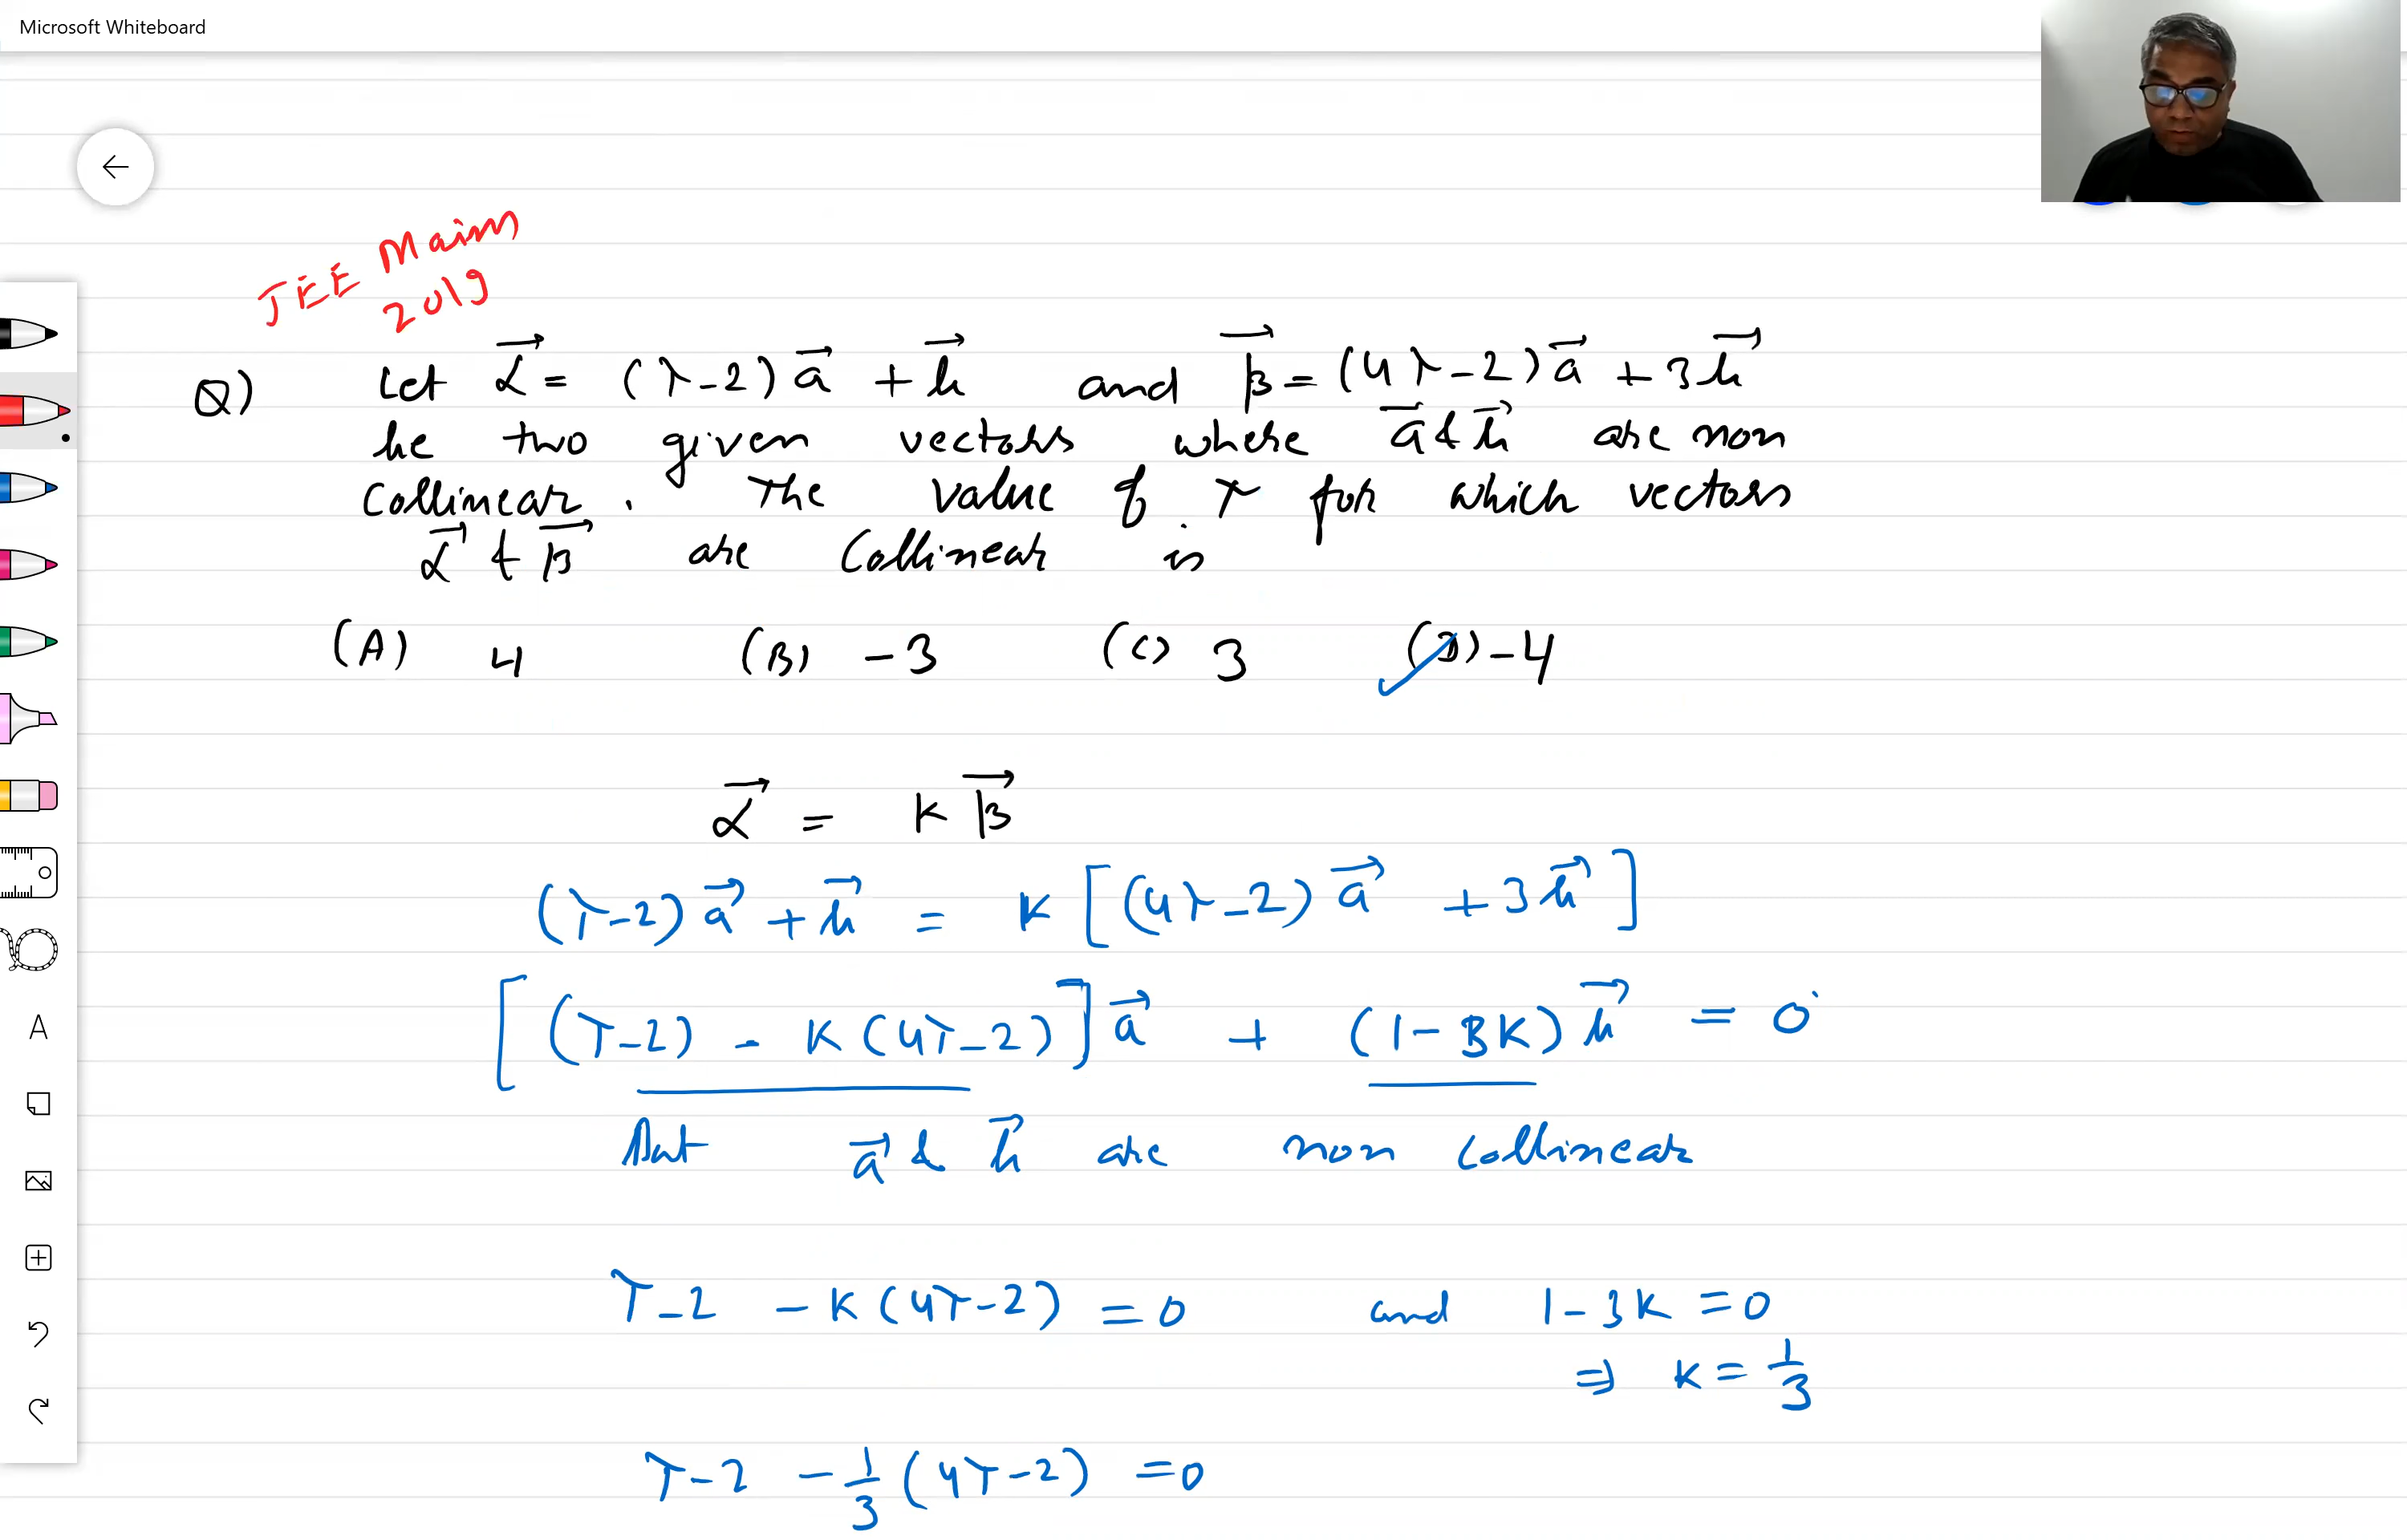 Microsoft Whiteboard
JEE Mains
2019
Q) Let α⃗ = (λ-2) a⃗ + b⃗ and β⃗ = (4λ-2) a⃗ + 3b⃗
be two given vectors where a⃗ & b⃗ are non
collinear. The value of λ for which vectors
α⃗ & β⃗ are collinear is
(A) 4 (B) -3 (C) 3 (D) -4
α⃗ = K β⃗
(λ-2) a⃗ + b⃗ = K [(4λ-2) a⃗ + 3b⃗]
[(λ-2) - K(4λ-2)] a⃗ + (1-3K) b⃗ = 0
But a⃗ & b⃗ are non collinear
λ-2 - K(4λ-2) = 0 and 1-3K = 0
⇒ K = 1/3
λ-2 - 1/3 (4λ-2) = 0
A